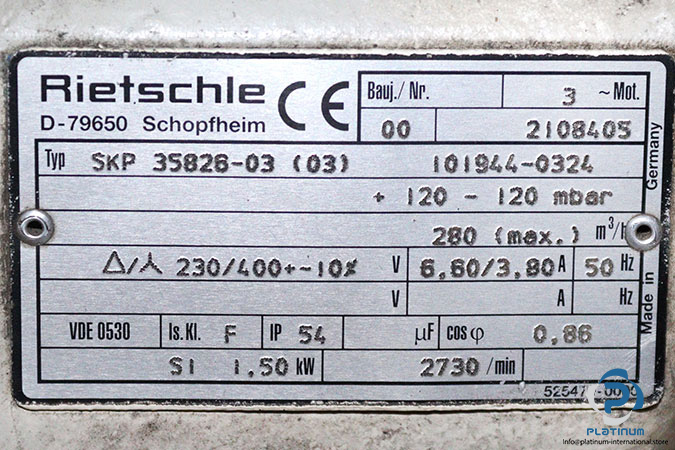 Rietschle CE
D-79650 Schopfheim
Bauj./ Nr. 3 ~ Mot.
00 2108405
Typ SKP 35826-03 (03) 101944-0324
+ 120 - 120 mbar
280 (max.) m³/h
△/⅄ 230/400+-10% V 6,60/3,80 A 50 Hz
V A Hz
VDE 0530 Is. Kl. F IP 54 µF cos φ 0,86
S1 1,50 kW 2730 /min
Made in Germany
PLATINUM
Info@platinum-international.store